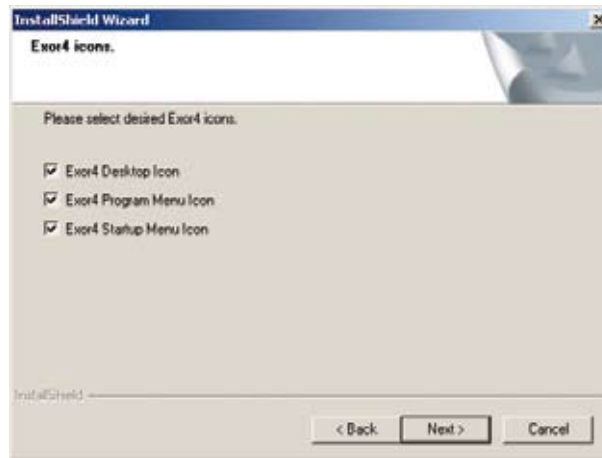 InstallShield Wizard
Exor4 icons.
Please select desired Exor4 icons.
Exor4 Desktop Icon
Exor4 Program Menu Icon
Exor4 Startup Menu Icon
InstallShield
< Back Next > Cancel